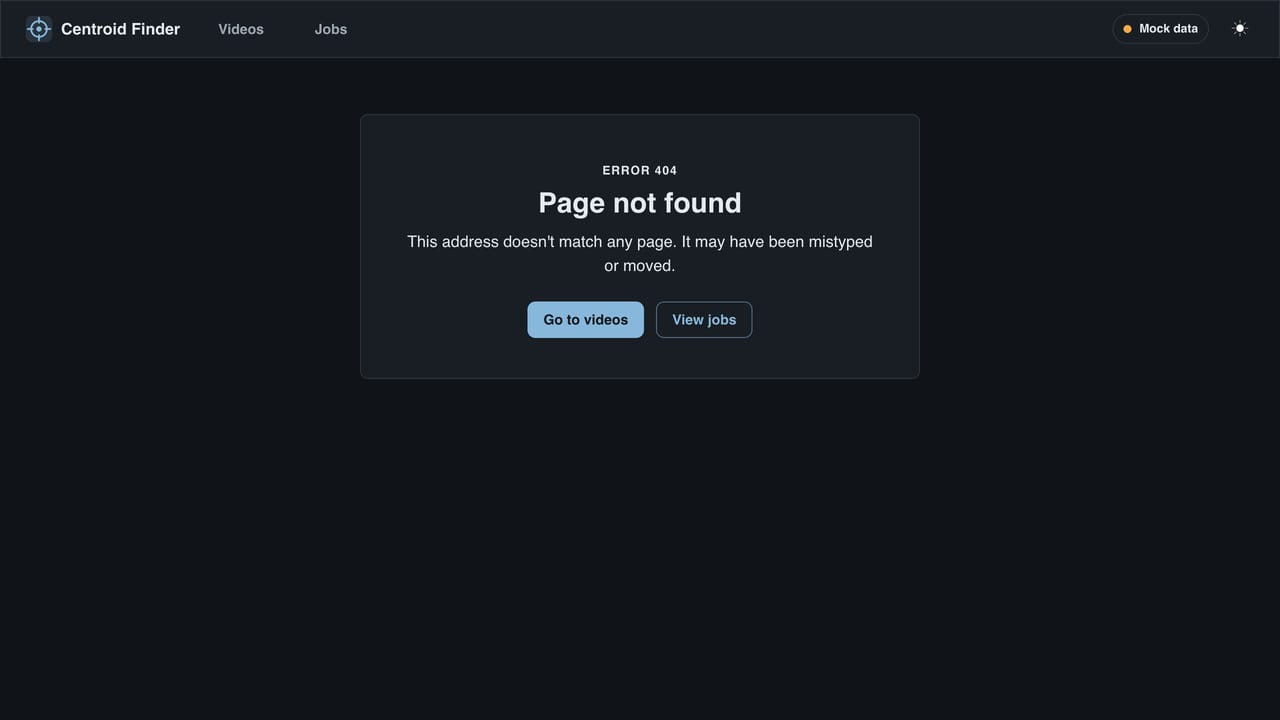 Centroid Finder
Videos
Jobs
Mock data
ERROR 404
Page not found
This address doesn't match any page. It may have been mistyped
or moved.
Go to videos
View jobs